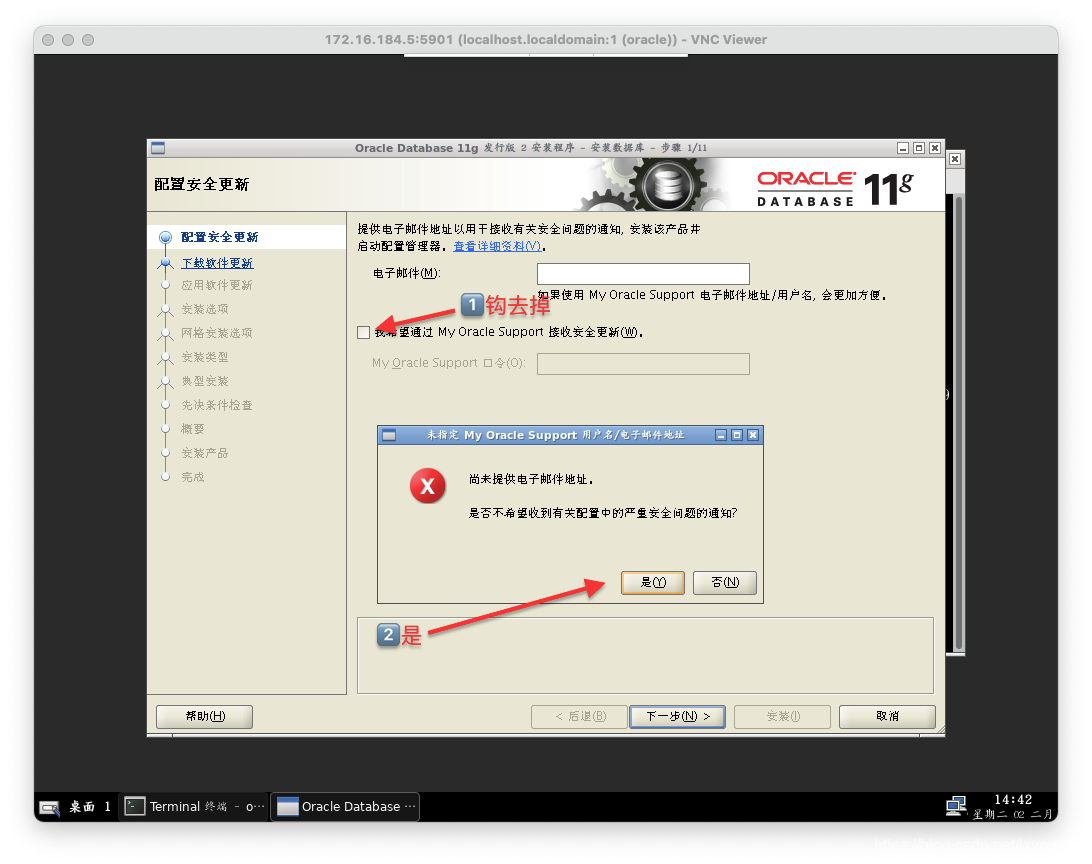 172.16.184.5:5901 (localhost.localdomain:1 (oracle)) - VNC Viewer
Oracle Database 11g 发行版 2 安装程序 - 安装数据库 - 步骤 1/11
配置安全更新
ORACLE
DATABASE
11g
配置安全更新
下载软件更新
应用软件更新
安装选项
网格安装选项
安装类型
典型安装
先决条件检查
概要
安装产品
完成
提供电子邮件地址以用于接收有关安全问题的通知, 安装该产品并
启动配置管理器。查看详细资料(V)。
电子邮件(M):
如果使用 My Oracle Support 电子邮件地址/用户名, 会更加方便。
1 钩去掉
我希望通过 My Oracle Support 接收安全更新(W)。
My Oracle Support 口令(O):
未指定 My Oracle Support 用户名/电子邮件地址
X
尚未提供电子邮件地址。
是否不希望收到有关配置中的严重安全问题的通知?
是(Y)
否(N)
2 是
帮助(H)
< 后退(B)
下一步(N) >
安装(I)
取消
桌面 1
Terminal 终端 - o…
Oracle Database …
14:42
星期二 02 二月